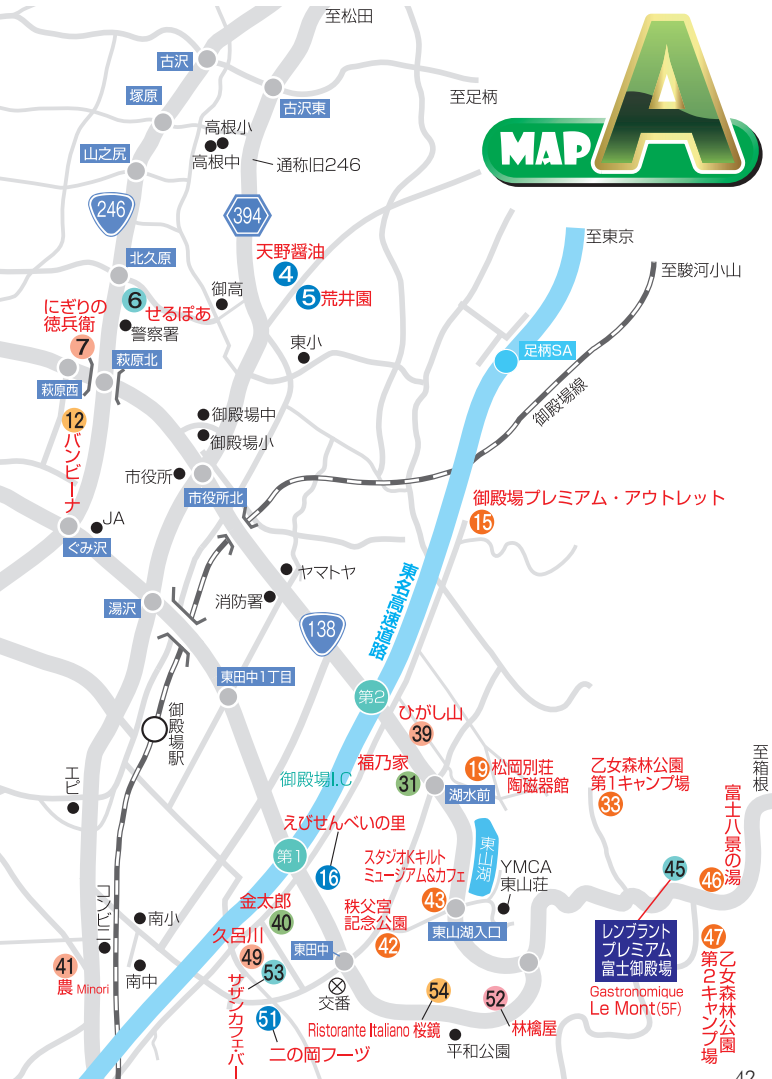 至松田
古沢
古沢東
塚原
至足柄
MAP A
高根小
高根中
通称旧246
山之尻
246
394
至東京
北久原
天野醤油
4
至駿河小山
6
せるぽあ
御高
5
荒井園
にぎりの
徳兵衛
7
警察署
萩原北
東小
足柄SA
萩原西
御殿場線
12
バンビーナ
御殿場中
御殿場小
市役所
市役所北
御殿場プレミアム・アウトレット
15
JA
ぐみ沢
ヤマトヤ
東名高速道路
湯沢
消防署
138
東田中1丁目
第2
御殿場駅
ひがし山
39
至箱根
エピ
御殿場I.C
福乃家
31
19
松岡別荘
陶磁器館
乙女森林公園
第1キャンプ場
33
湖水前
富士八景の湯
46
えびせんべいの里
16
第1
スタジオKキルト
ミュージアム&カフェ
43
東山湖
YMCA
東山荘
45
コンビニ
南小
金太郎
40
秩父宮
記念公園
42
東山湖入口
レンブラント
プレミアム
富士御殿場
47
乙女森林公園
第2キャンプ場
久呂川
49
東田中
41
農 Minori
南中
53
サザンカフェ・バー
交番
54
52
Gastronomique
Le Mont(5F)
51
二の岡フーヅ
Ristorante Italiano 桜鏡
林檎屋
平和公園
42